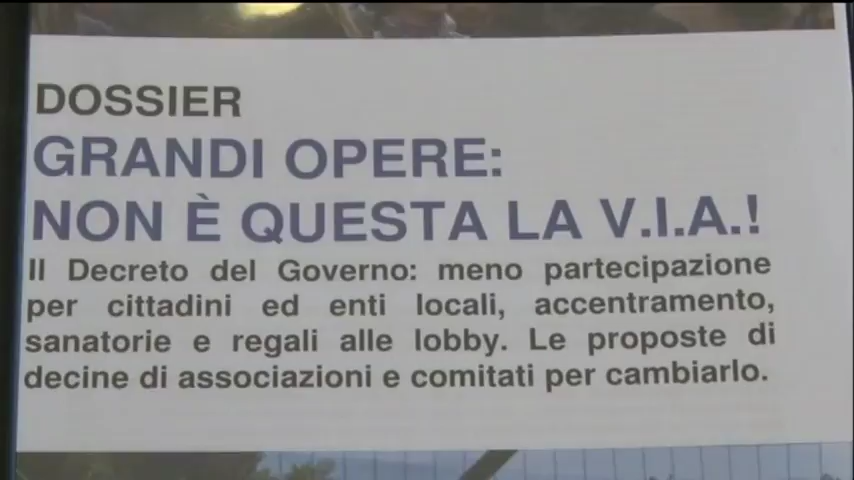 DOSSIER
GRANDI OPERE:
NON È QUESTA LA V.I.A.!
Il Decreto del Governo: meno partecipazione
per cittadini ed enti locali, accentramento,
sanatorie e regali alle lobby. Le proposte di
decine di associazioni e comitati per cambiarlo.